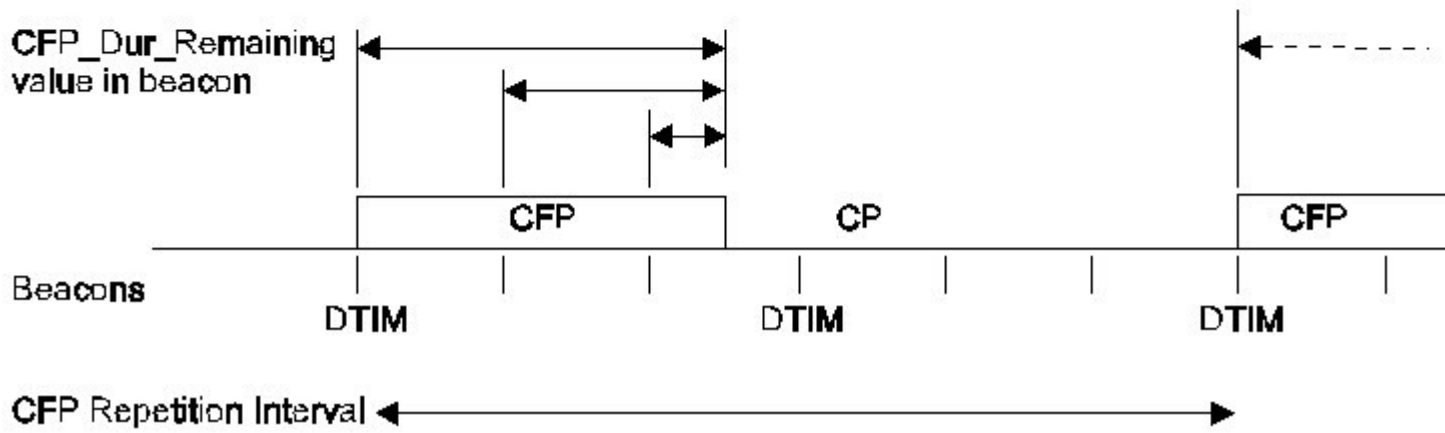 CFP_Dur_Remaining
value in beacon
CFP
CP
CFP
Beacons
DTIM
DTIM
DTIM
CFP Repetition Interval